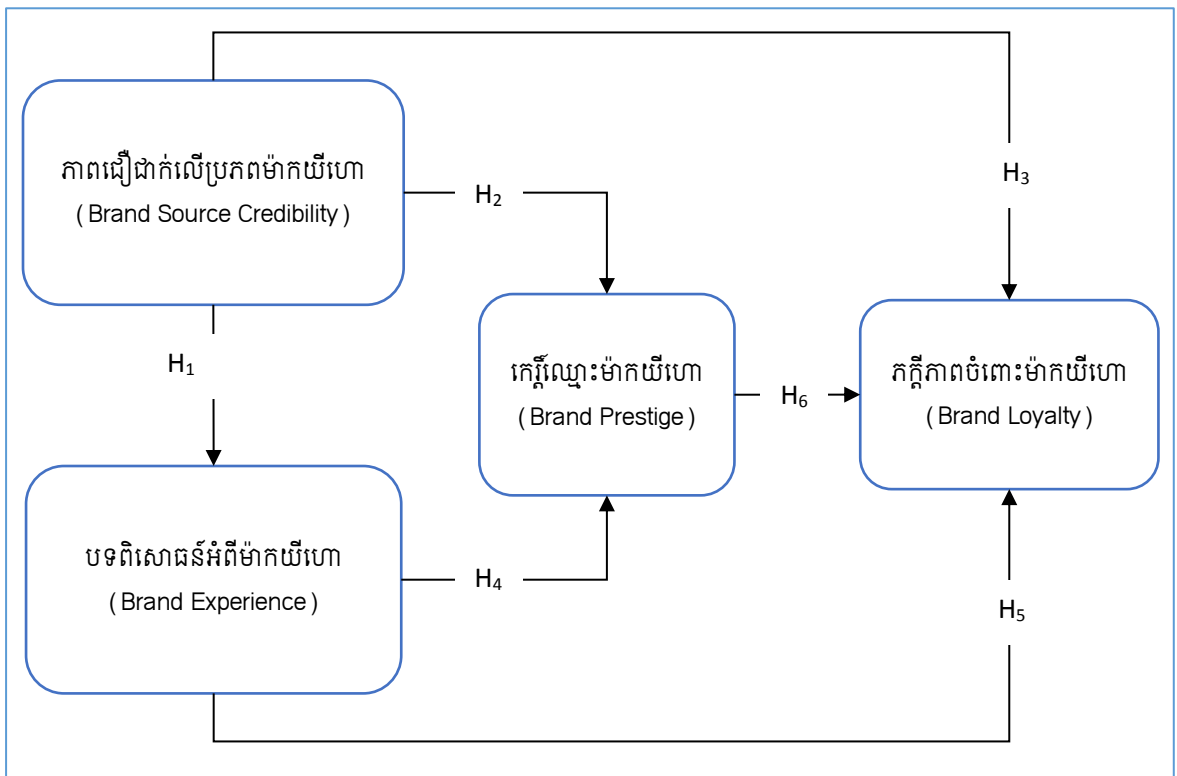 ភាពជឿជាក់លើប្រភពម៉ាកយីហោ
(Brand Source Credibility)
H₂
H₃
H₁
កេរ្តិ៍ឈ្មោះម៉ាកយីហោ
(Brand Prestige)
H₆
ភក្តីភាពចំពោះម៉ាកយីហោ
(Brand Loyalty)
បទពិសោធន៍អំពីម៉ាកយីហោ
(Brand Experience)
H₄
H₅